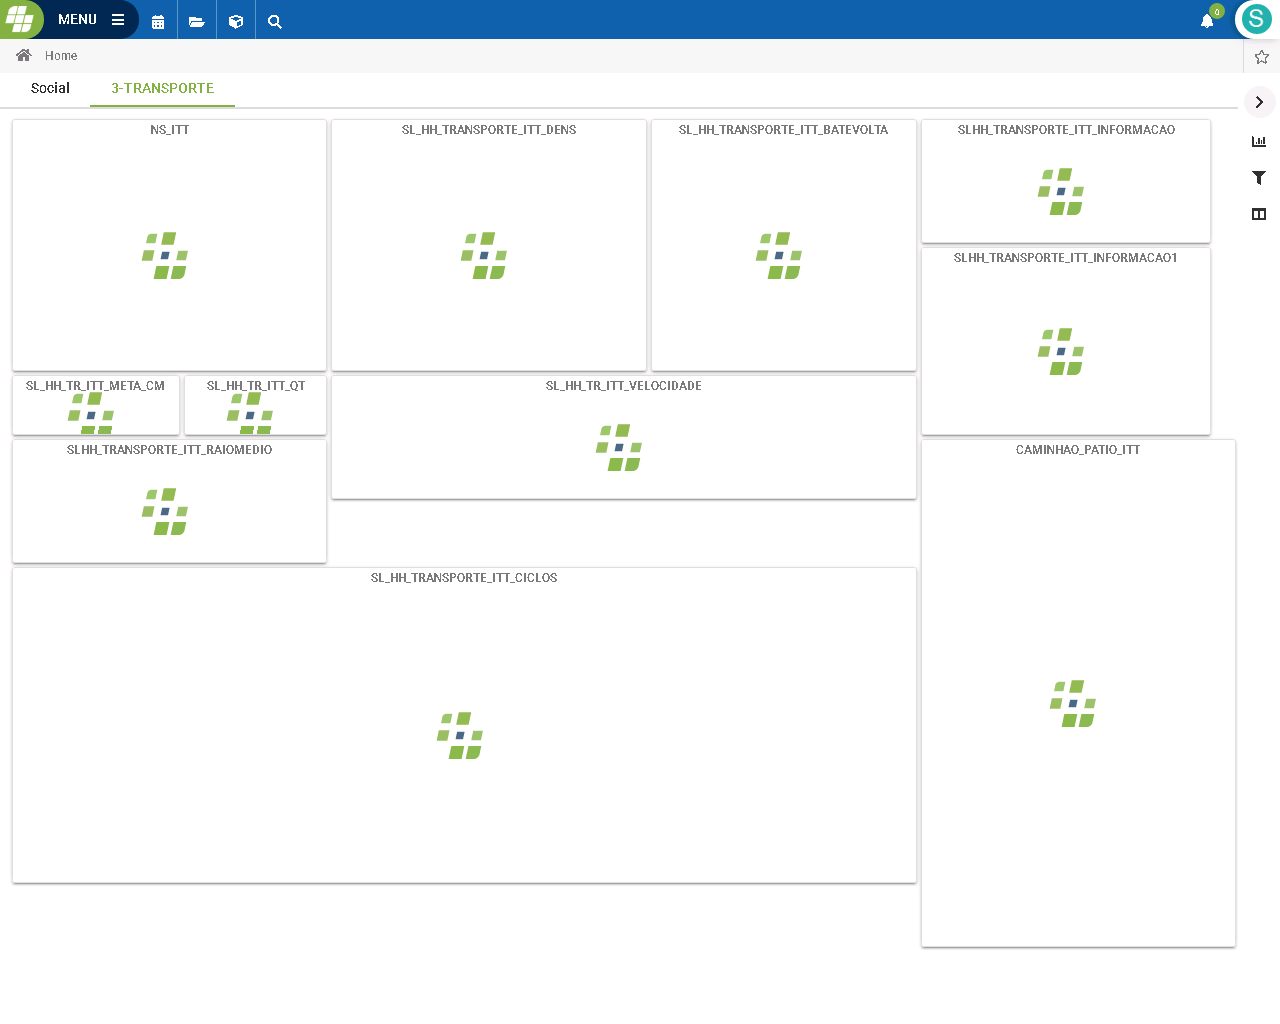 MENU
0
S
Home
Social
3-TRANSPORTE
NS_ITT
SL_HH_TRANSPORTE_ITT_DENS
SL_HH_TRANSPORTE_ITT_BATEVOLTA
SLHH_TRANSPORTE_ITT_INFORMACAO
SLHH_TRANSPORTE_ITT_INFORMACAO1
SL_HH_TR_ITT_META_CM
SL_HH_TR_ITT_QT
SL_HH_TR_ITT_VELOCIDADE
SLHH_TRANSPORTE_ITT_RAIOMEDIO
CAMINHAO_PATIO_ITT
SL_HH_TRANSPORTE_ITT_CICLOS